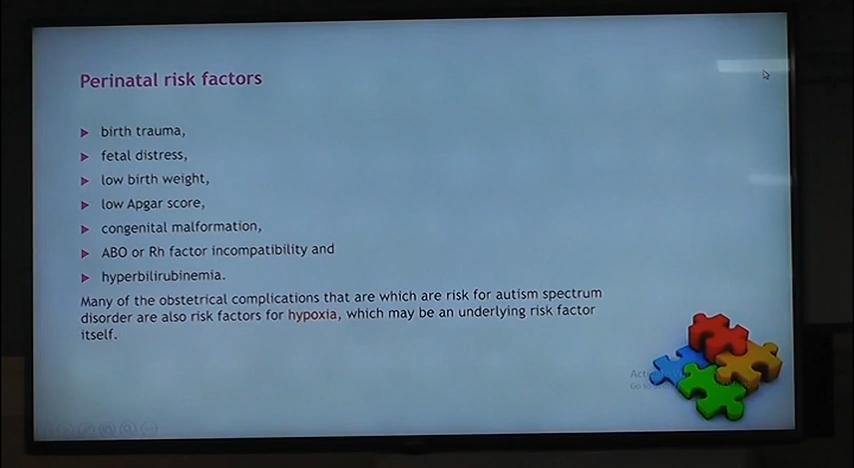 Perinatal risk factors
birth trauma,
fetal distress,
low birth weight,
low Apgar score,
congenital malformation,
ABO or Rh factor incompatibility and
hyperbilirubinemia.
Many of the obstetrical complications that are which are risk for autism spectrum
disorder are also risk factors for hypoxia, which may be an underlying risk factor
itself.